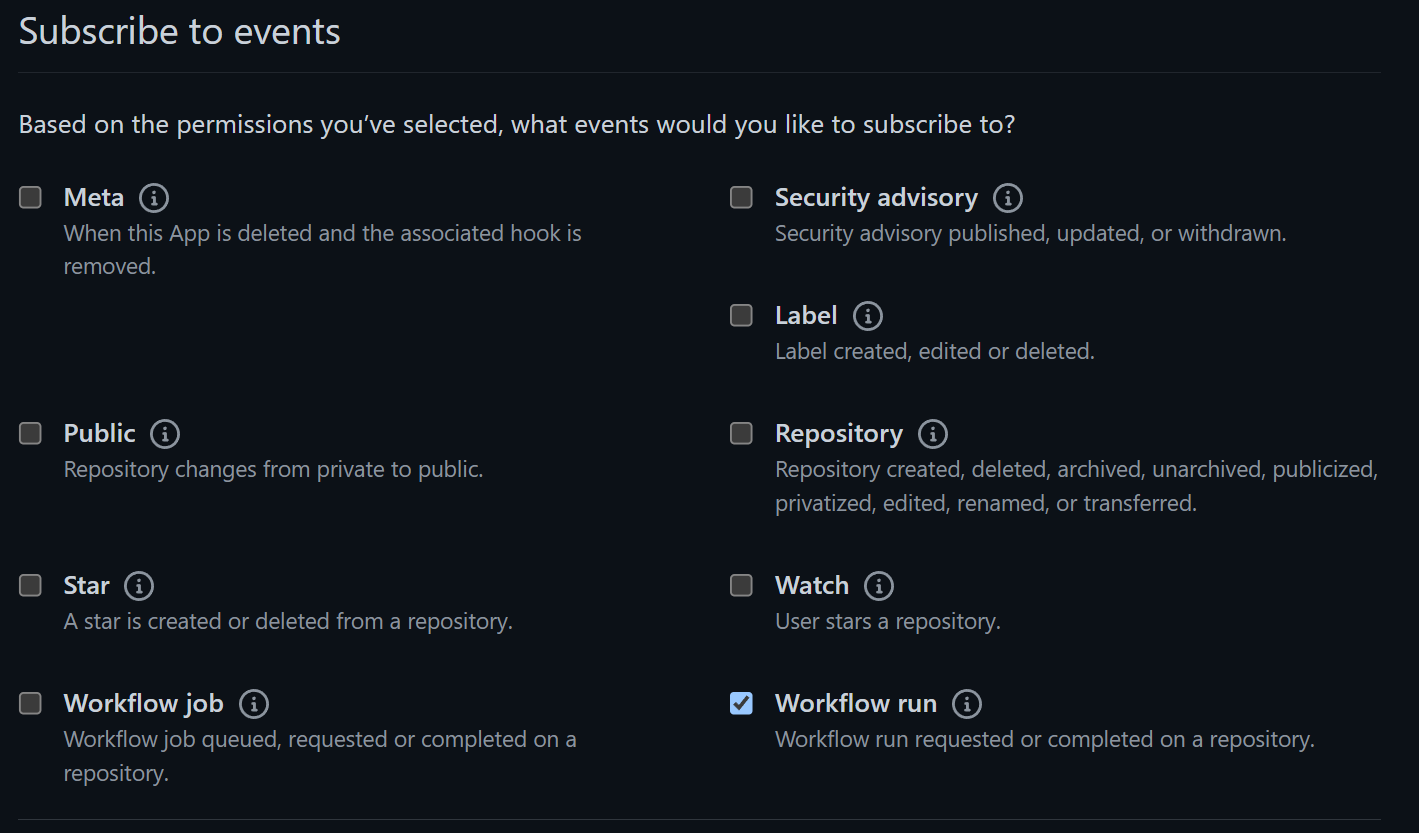 Subscribe to events
Based on the permissions you’ve selected, what events would you like to subscribe to?
Meta
When this App is deleted and the associated hook is
removed.
Security advisory
Security advisory published, updated, or withdrawn.
Label
Label created, edited or deleted.
Public
Repository changes from private to public.
Repository
Repository created, deleted, archived, unarchived, publicized,
privatized, edited, renamed, or transferred.
Star
A star is created or deleted from a repository.
Watch
User stars a repository.
Workflow job
Workflow job queued, requested or completed on a
repository.
Workflow run
Workflow run requested or completed on a repository.